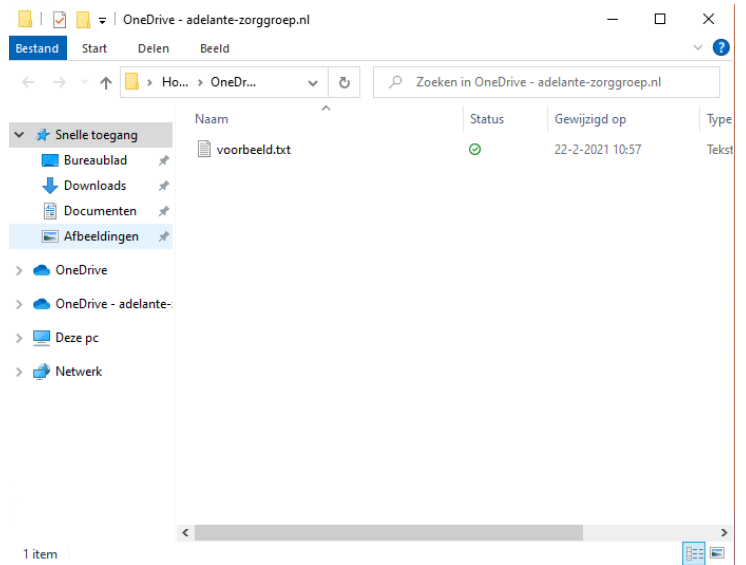 OneDrive - adelante-zorggroep.nl
Bestand Start Delen Beeld
Ho... OneDr... Zoeken in OneDrive - adelante-zorggroep.nl
Naam Status Gewijzigd op Type
Snelle toegang
voorbeeld.txt 22-2-2021 10:57 Tekst
Bureaublad
Downloads
Documenten
Afbeeldingen
OneDrive
OneDrive - adelante-
Deze pc
Netwerk
1 item